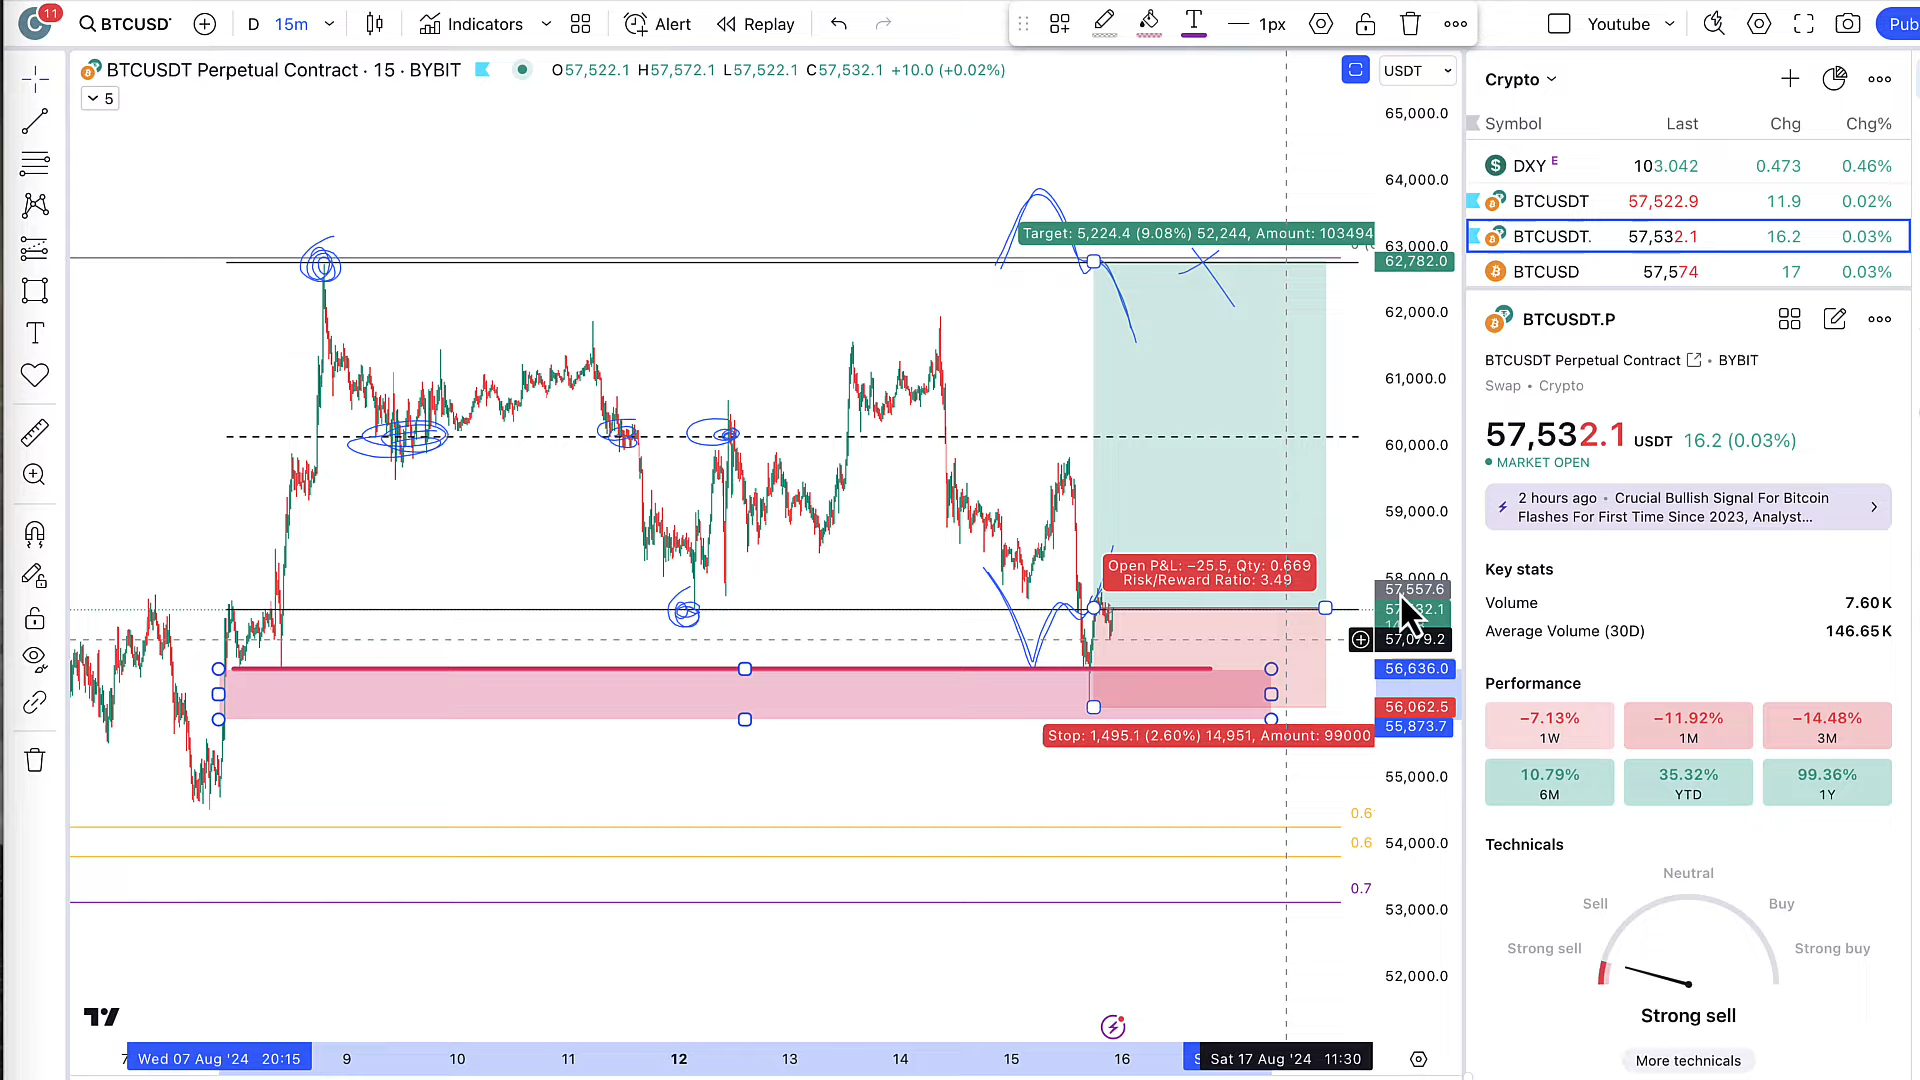 11
BTCUSD
D 15m
Indicators
Alert
Replay
1px
Youtube
Pub
BTCUSDT Perpetual Contract · 15 · BYBIT
O57,522.1 H57,572.1 L57,522.1 C57,532.1 +10.0 (+0.02%)
USDT
5
65,000.0
64,000.0
Target: 5,224.4 (9.08%) 52,244, Amount: 103494
63,000.0
62,782.0
62,000.0
61,000.0
60,000.0
59,000.0
58,000.0
Open P&L: −25.5, Qty: 0.669
Risk/Reward Ratio: 3.49
57,557.6
57,079.2
56,636.0
56,062.5
55,873.7
Stop: 1,495.1 (2.60%) 14,951, Amount: 99000
55,000.0
0.6
54,000.0
0.6
0.7
53,000.0
52,000.0
7
Wed 07 Aug '24 20:15
9
10
11
12
13
14
15
16
Sat 17 Aug '24 11:30
Crypto
Symbol Last Chg Chg%
DXY E 103.042 0.473 0.46%
BTCUSDT 57,522.9 11.9 0.02%
BTCUSDT. 57,532.1 16.2 0.03%
BTCUSD 57,574 17 0.03%
BTCUSDT.P
BTCUSDT Perpetual Contract • BYBIT
Swap • Crypto
57,532.1 USDT 16.2 (0.03%)
MARKET OPEN
2 hours ago • Crucial Bullish Signal For Bitcoin
Flashes For First Time Since 2023, Analyst...
Key stats
Volume 7.60K
Average Volume (30D) 146.65K
Performance
−7.13% −11.92% −14.48%
1W 1M 3M
10.79% 35.32% 99.36%
6M YTD 1Y
Technicals
Neutral
Sell Buy
Strong sell Strong buy
Strong sell
More technicals